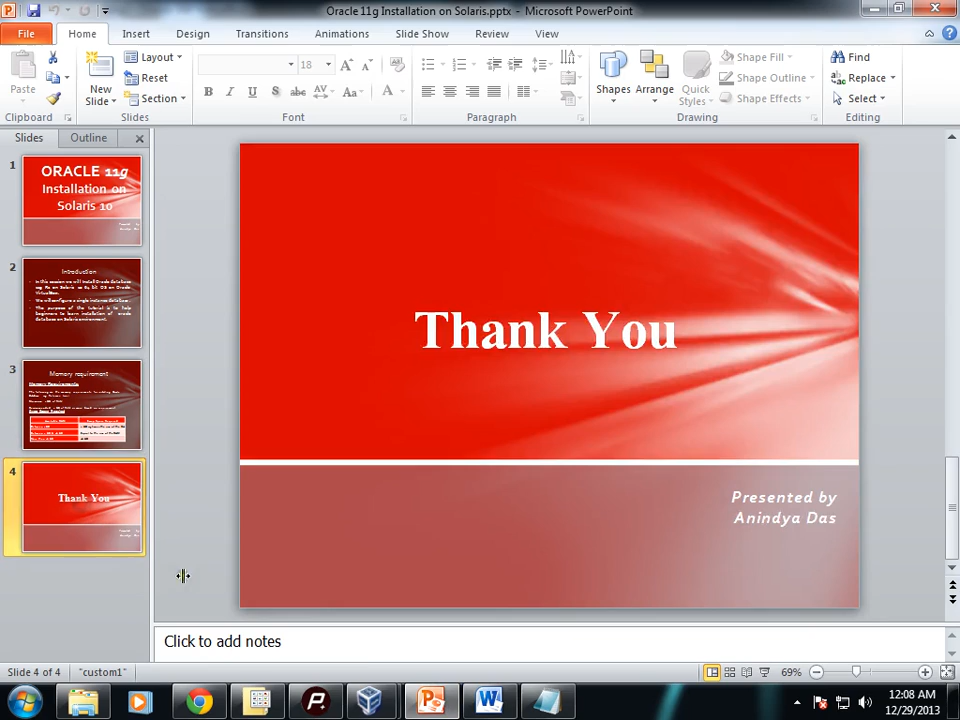 Oracle 11g Installation on Solaris.pptx - Microsoft PowerPoint
File Home Insert Design Transitions Animations Slide Show Review View
Paste
Clipboard
New Slide
Layout
Reset
Section
Slides
18
Font
Paragraph
Shapes Arrange Quick Styles
Shape Fill
Shape Outline
Shape Effects
Drawing
Find
Replace
Select
Editing
Slides Outline
1
ORACLE 11g
Installation on
Solaris 10
2
Introduction
3
Memory requirement
4
Thank You
Thank You
Presented by
Anindya Das
Click to add notes
Slide 4 of 4 "custom1" 69%
12:08 AM
12/29/2013